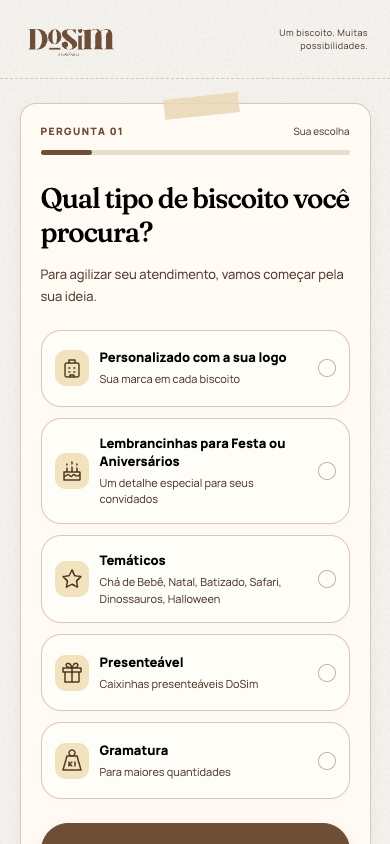 DoSiM
Um biscoito. Muitas
possibilidades.
PERGUNTA 01
Sua escolha
Qual tipo de biscoito você
procura?
Para agilizar seu atendimento, vamos começar pela
sua ideia.
Personalizado com a sua logo
Sua marca em cada biscoito
Lembrancinhas para Festa ou
Aniversários
Um detalhe especial para seus
convidados
Temáticos
Chá de Bebê, Natal, Batizado, Safari,
Dinossauros, Halloween
Presenteável
Caixinhas presenteáveis DoSim
Gramatura
Para maiores quantidades